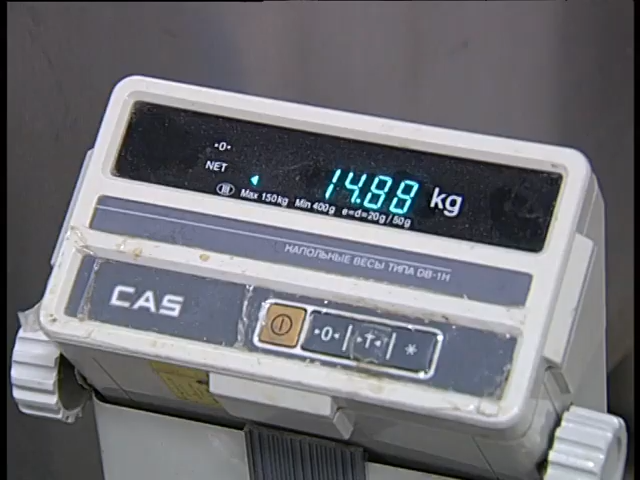 •0•
NET
14.88 kg
Max 150kg Min 400g e=d=20g/50g
НАПОЛЬНЫЕ ВЕСЫ ТИПА DB-1H
CAS
•0• •T• *